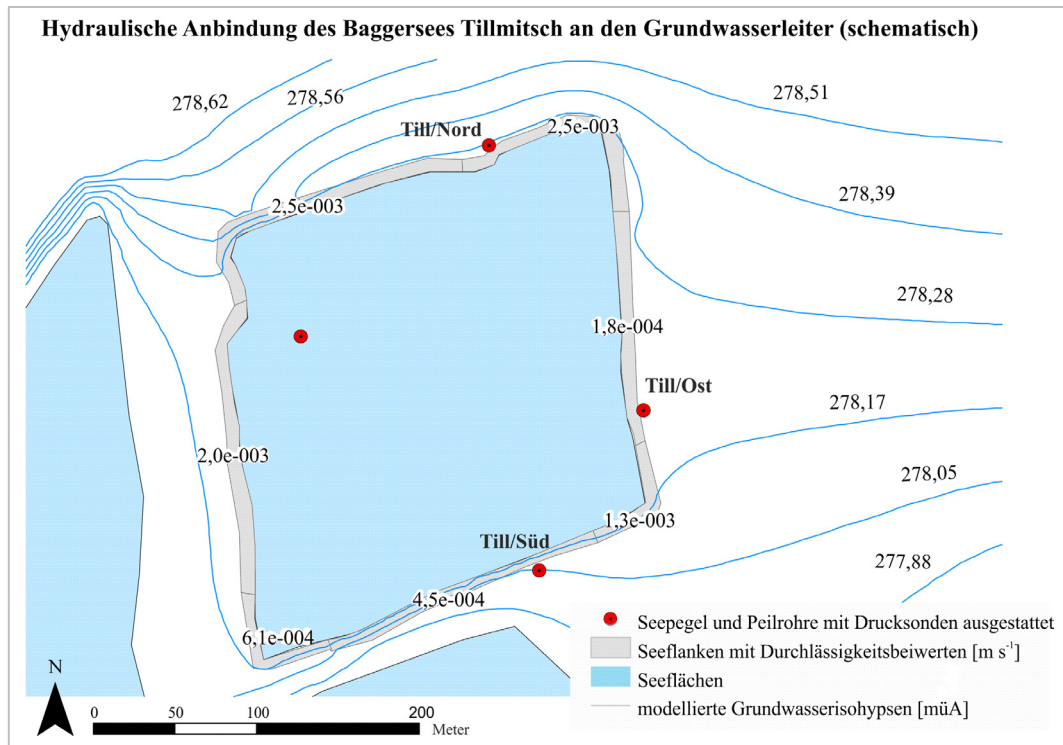 Hydraulische Anbindung des Baggersees Tillmitsch an den Grundwasserleiter (schematisch)
278,62
278,56
278,51
Till/Nord
2,5e-003
2,5e-003
278,39
278,28
1,8e-004
Till/Ost
278,17
2,0e-003
278,05
1,3e-003
Till/Süd
277,88
4,5e-004
6,1e-004
Seepegel und Peilrohre mit Drucksonden ausgestattet
Seeflanken mit Durchlässigkeitsbeiwerten [m s⁻¹]
Seeflächen
modellierte Grundwasserisohypsen [müA]
N
0 50 100 200
Meter